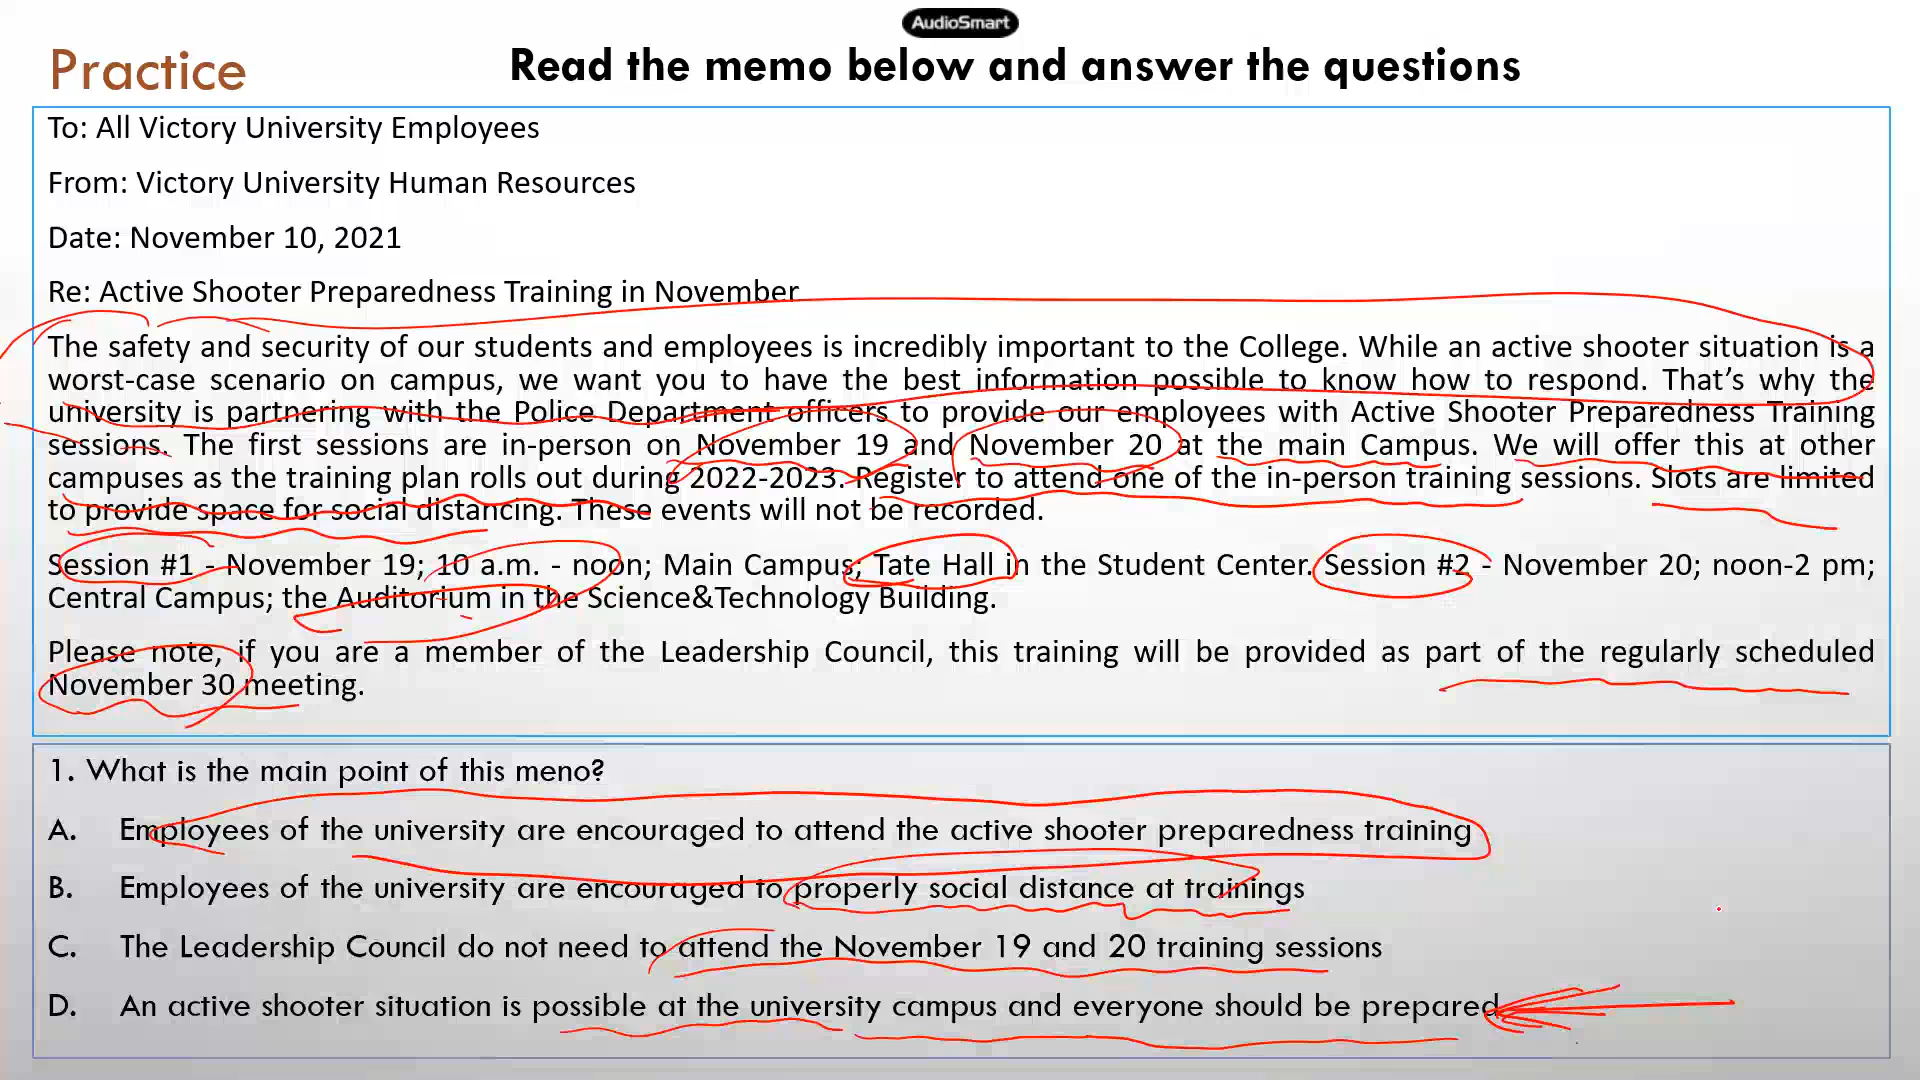 AudioSmart
Practice
Read the memo below and answer the questions
To: All Victory University Employees
From: Victory University Human Resources
Date: November 10, 2021
Re: Active Shooter Preparedness Training in November
The safety and security of our students and employees is incredibly important to the College. While an active shooter situation is a
worst-case scenario on campus, we want you to have the best information possible to know how to respond. That's why the
university is partnering with the Police Department officers to provide our employees with Active Shooter Preparedness Training
sessions. The first sessions are in-person on November 19 and November 20 at the main Campus. We will offer this at other
campuses as the training plan rolls out during 2022-2023. Register to attend one of the in-person training sessions. Slots are limited
to provide space for social distancing. These events will not be recorded.
Session #1 - November 19; 10 a.m. - noon; Main Campus; Tate Hall in the Student Center. Session #2 - November 20; noon-2 pm;
Central Campus; the Auditorium in the Science&Technology Building.
Please note, if you are a member of the Leadership Council, this training will be provided as part of the regularly scheduled
November 30 meeting.
1. What is the main point of this meno?
A. Employees of the university are encouraged to attend the active shooter preparedness training
B. Employees of the university are encouraged to properly social distance at trainings
C. The Leadership Council do not need to attend the November 19 and 20 training sessions
D. An active shooter situation is possible at the university campus and everyone should be prepared